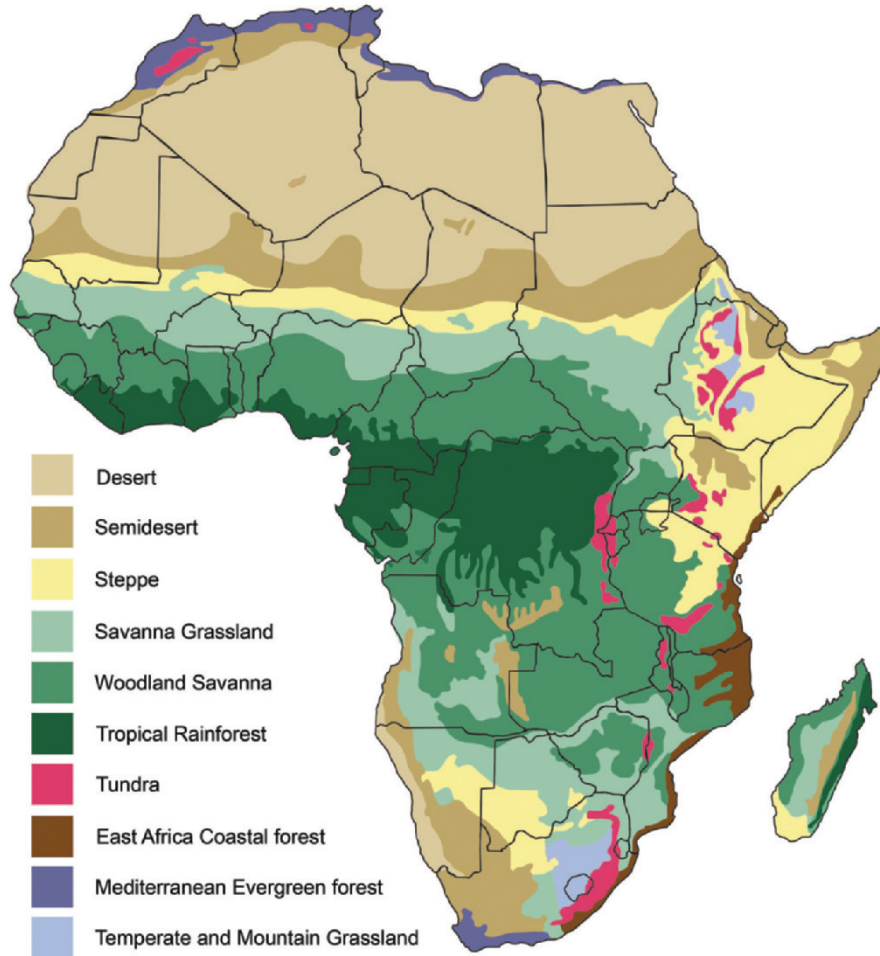 Desert
Semidesert
Steppe
Savanna Grassland
Woodland Savanna
Tropical Rainforest
Tundra
East Africa Coastal forest
Mediterranean Evergreen forest
Temperate and Mountain Grassland